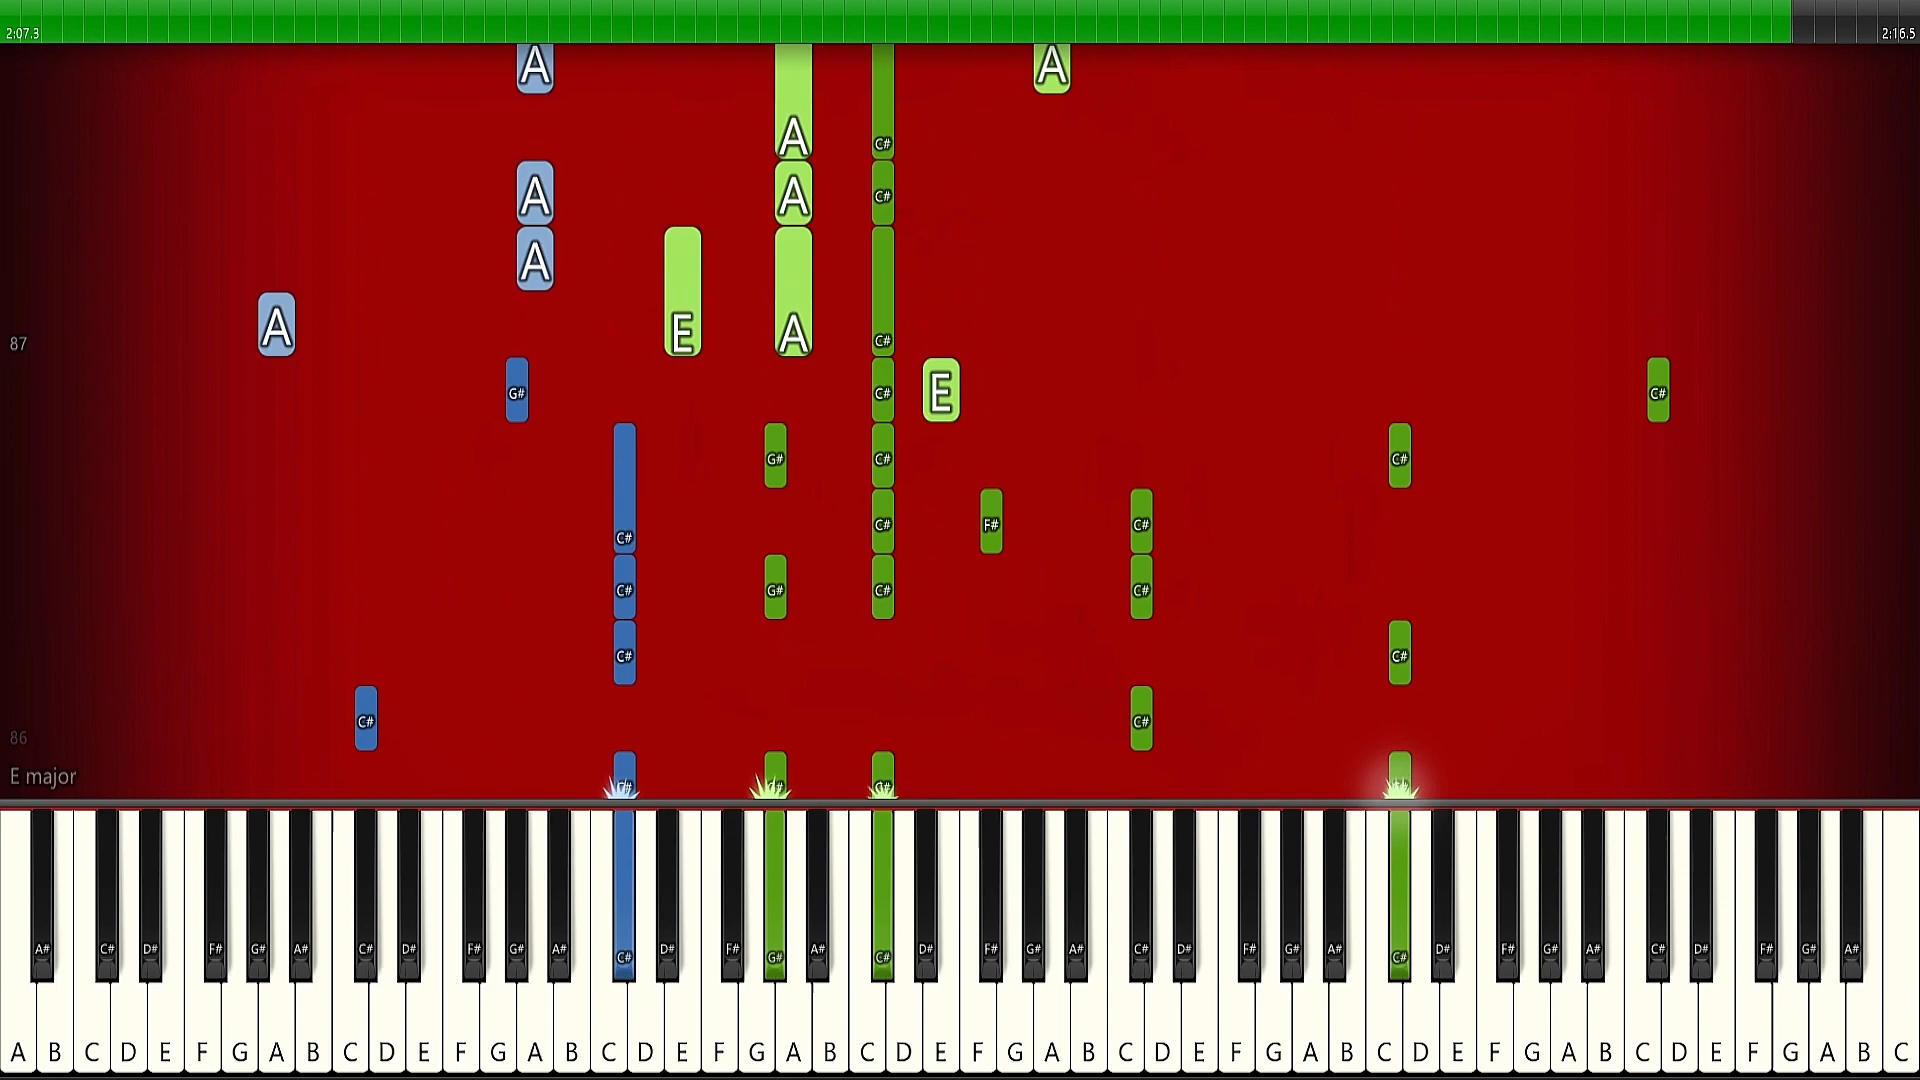 2:07.3 2:16.5
A A
A C#
A A C#
A
87 A E A C#
G# C# E C#
G# C# C#
C# C# F# C#
C# G# C# C#
C# C#
C# C#
86
E major
A# C# D# F# G# A# C# D# F# G# A# C# D# F# G# A# C# D# F# G# A# C# D# F# G# A# C# D# F# G# A# C# D# F# G# A#
A B C D E F G A B C D E F G A B C D E F G A B C D E F G A B C D E F G A B C D E F G A B C D E F G A B C